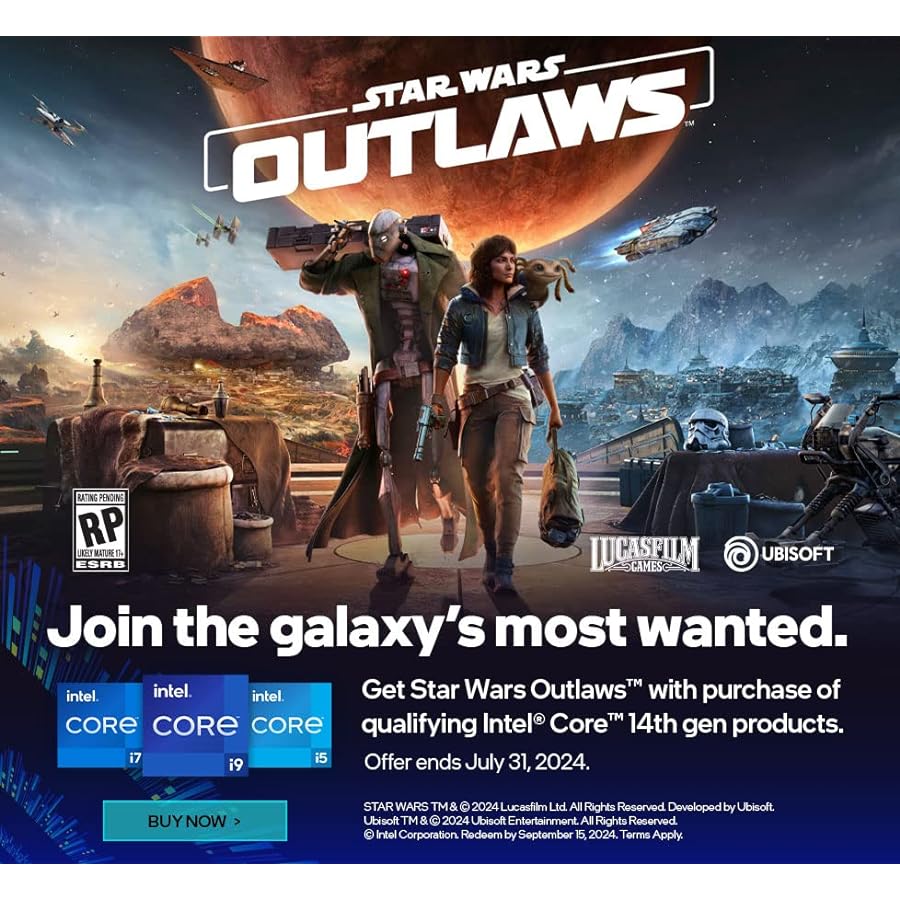 STAR WARS
OUTLAWS™
RATING PENDING
RP
LIKELY MATURE 17+
ESRB
LUCASFILM
GAMES
UBISOFT
Join the galaxy's most wanted.
intel.
CORE
i7
intel.
CORE
i9
intel.
CORE
i5
Get Star Wars Outlaws™ with purchase of
qualifying Intel® Core™ 14th gen products.
Offer ends July 31, 2024.
BUY NOW >
STAR WARS TM & © 2024 Lucasfilm Ltd. All Rights Reserved. Developed by Ubisoft.
Ubisoft TM & © 2024 Ubisoft Entertainment. All Rights Reserved.
© Intel Corporation. Redeem by September 15, 2024. Terms Apply.